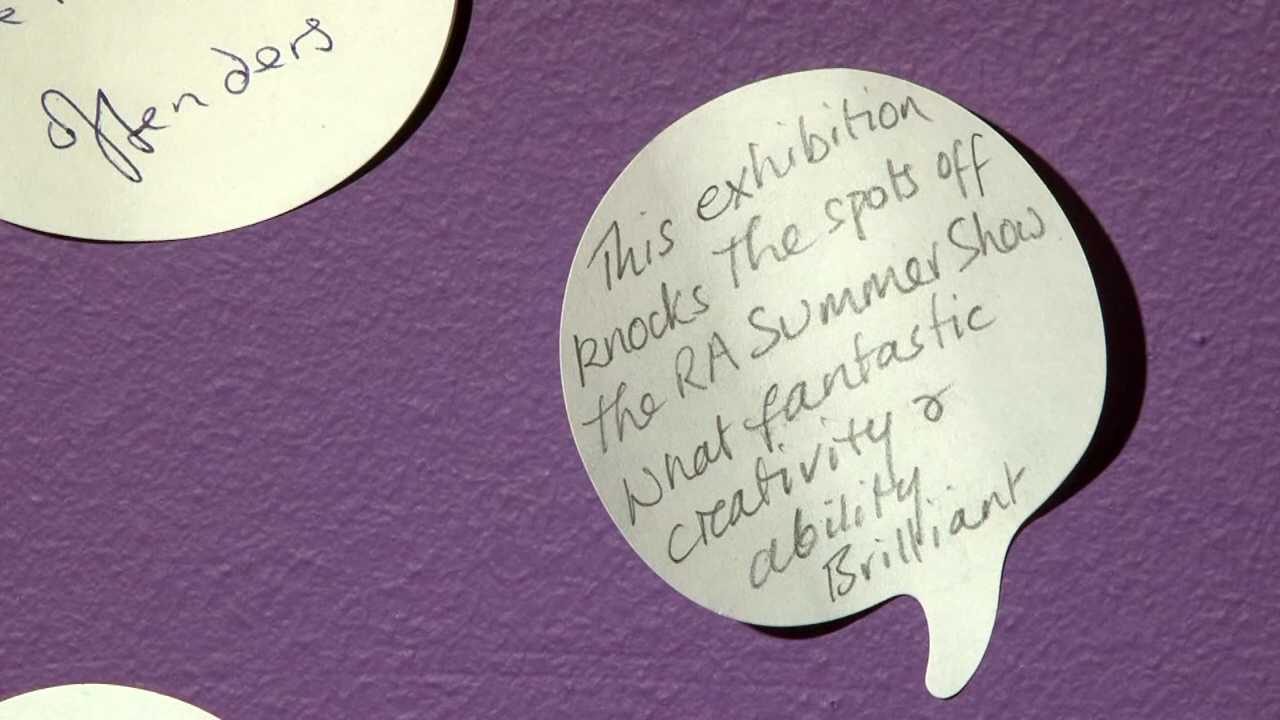 offenders
This exhibition
knocks the spots off
the RA Summer Show
What fantastic
creativity &
ability.
Brilliant